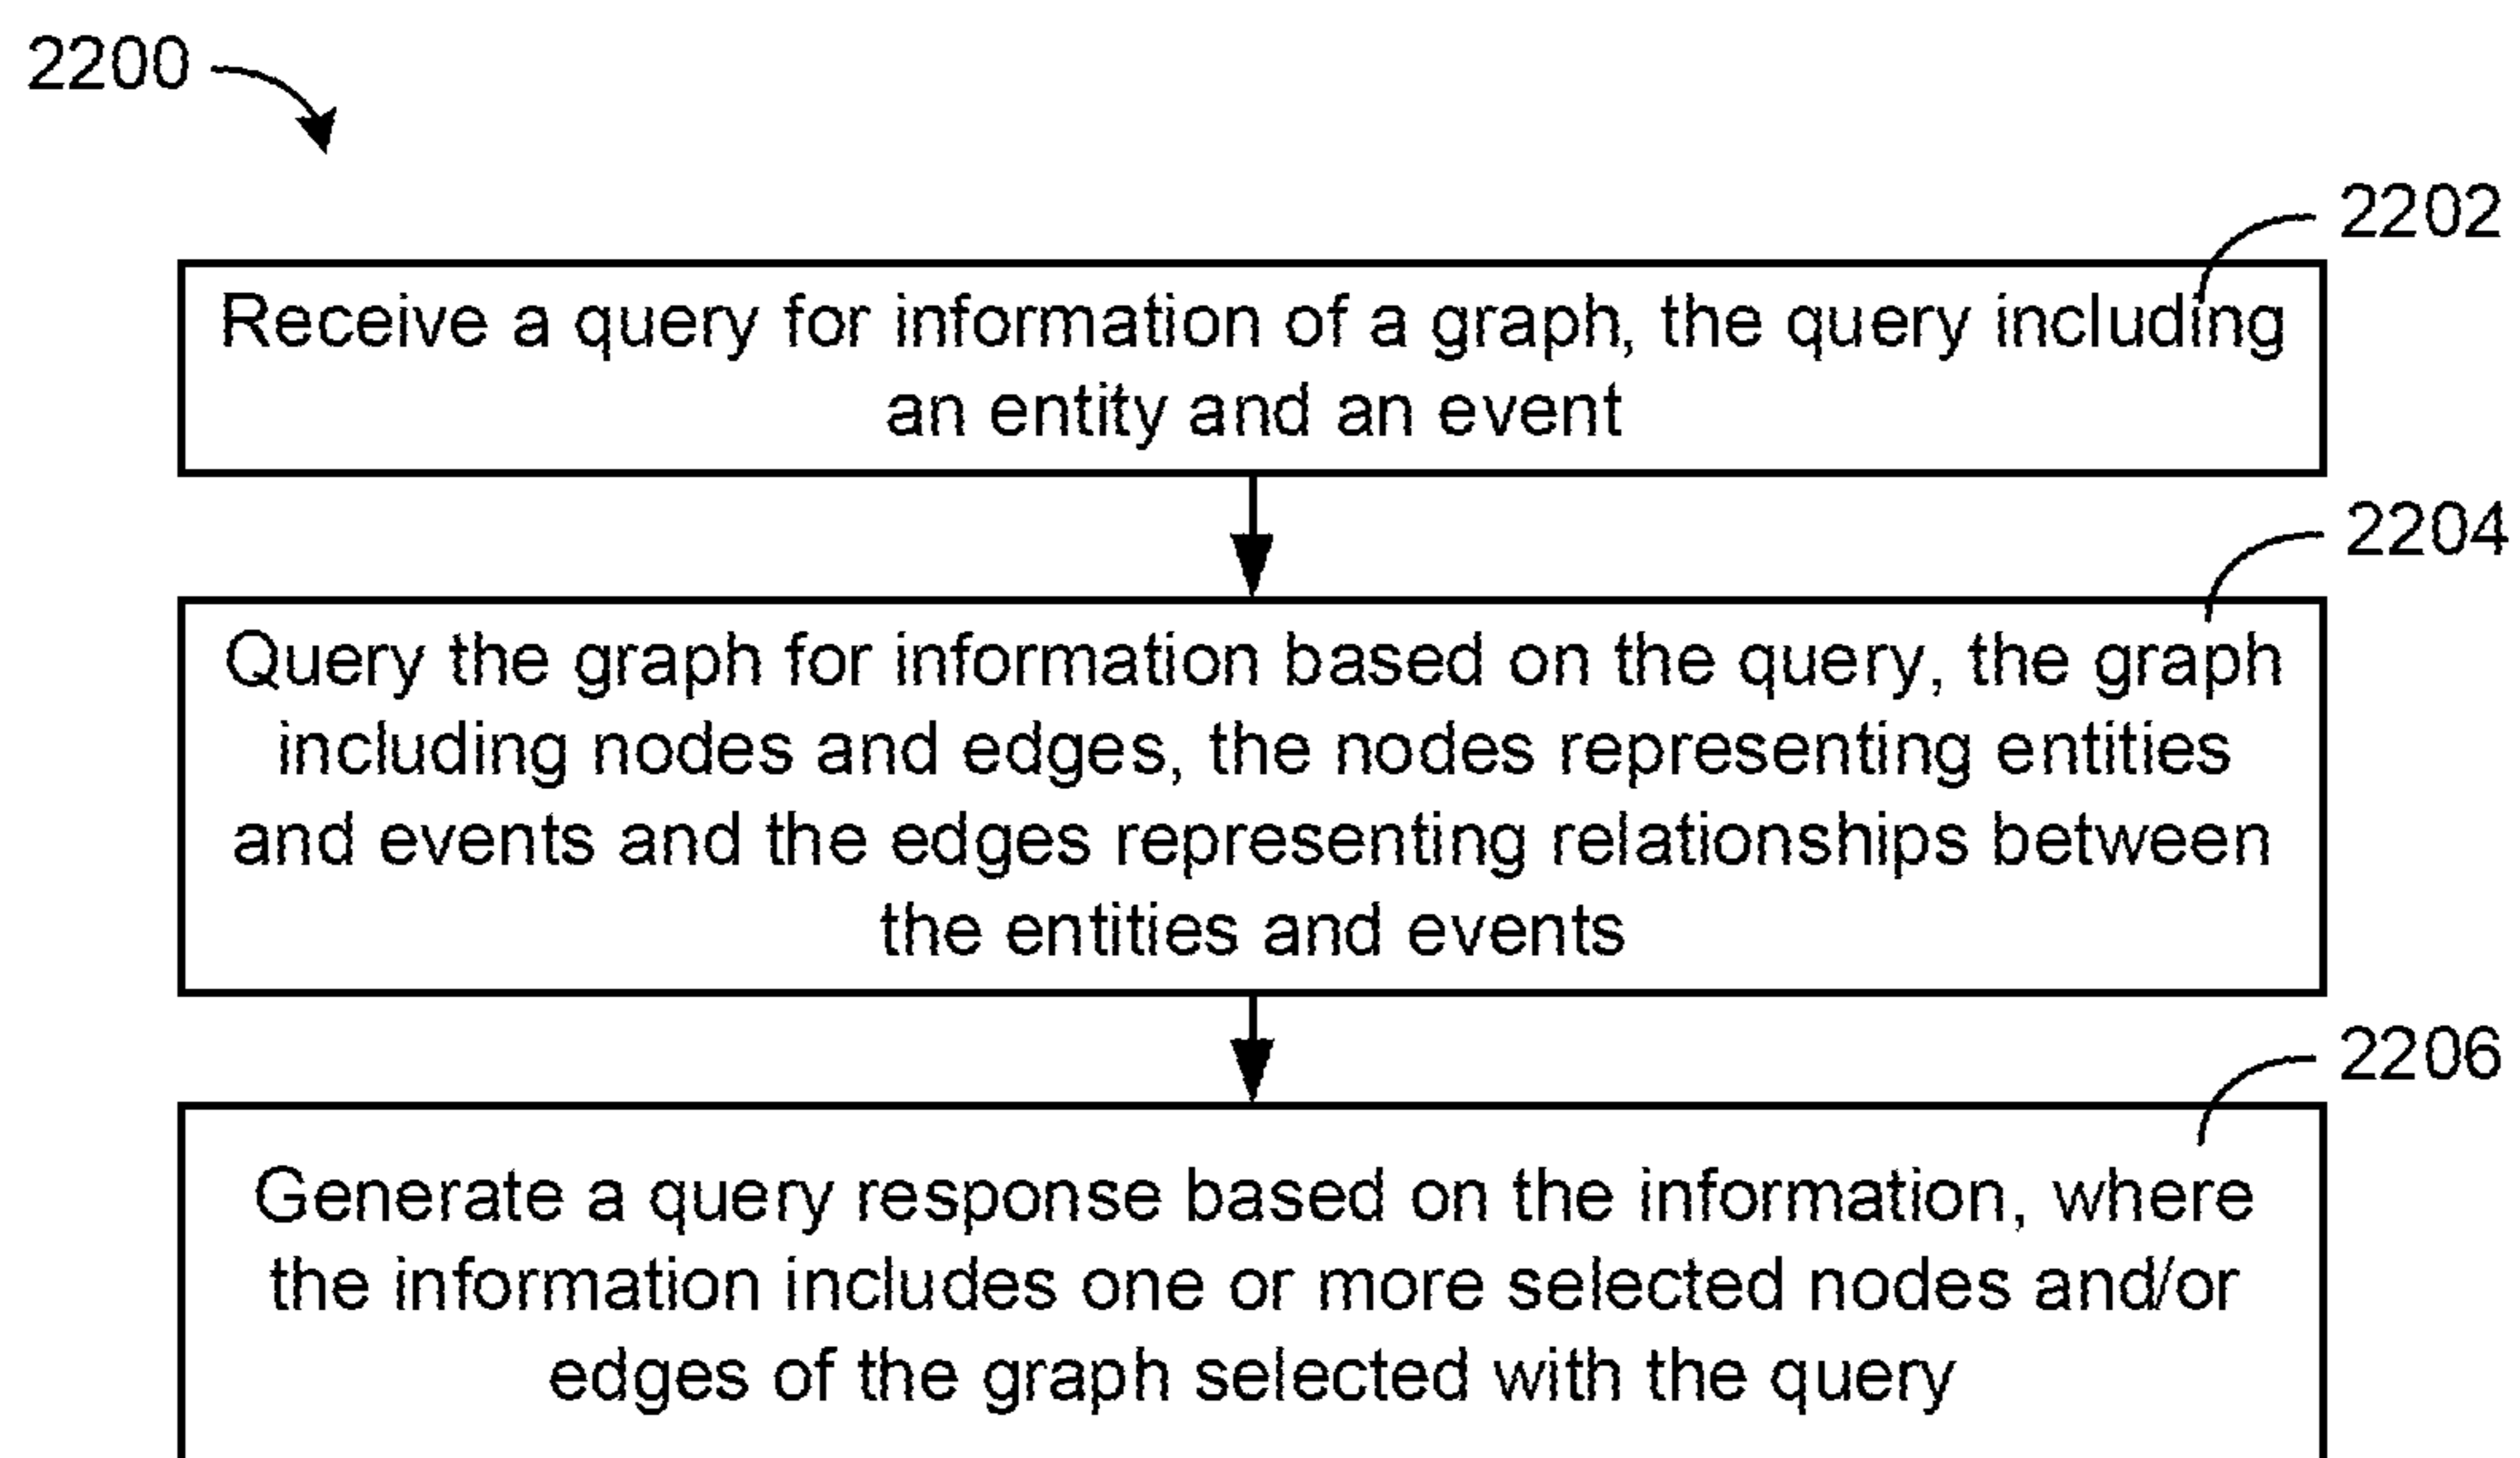 2200
2202
Receive a query for information of a graph, the query including
an entity and an event
2204
Query the graph for information based on the query, the graph
including nodes and edges, the nodes representing entities
and events and the edges representing relationships between
the entities and events
2206
Generate a query response based on the information, where
the information includes one or more selected nodes and/or
edges of the graph selected with the query